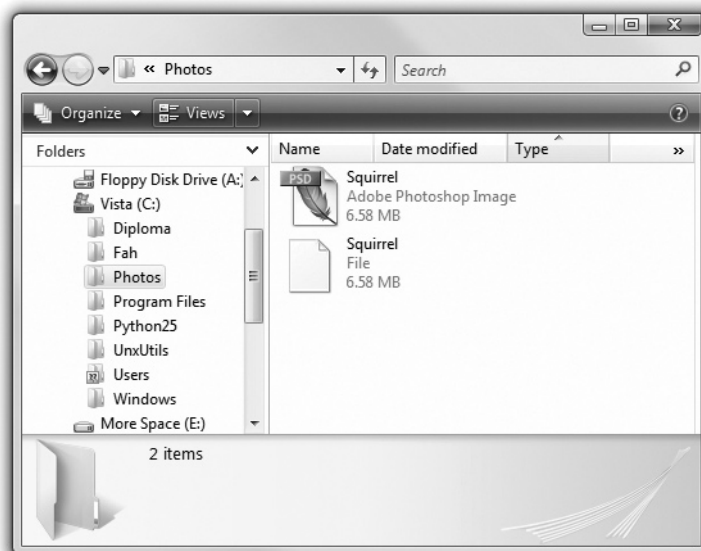 « Photos
Search
Organize Views
?
Folders
Name Date modified Type »
Floppy Disk Drive (A:)
Vista (C:)
Diploma
Fah
Photos
Program Files
Python25
UnxUtils
Users
Windows
More Space (E:)
PSD
Squirrel
Adobe Photoshop Image
6.58 MB
Squirrel
File
6.58 MB
2 items